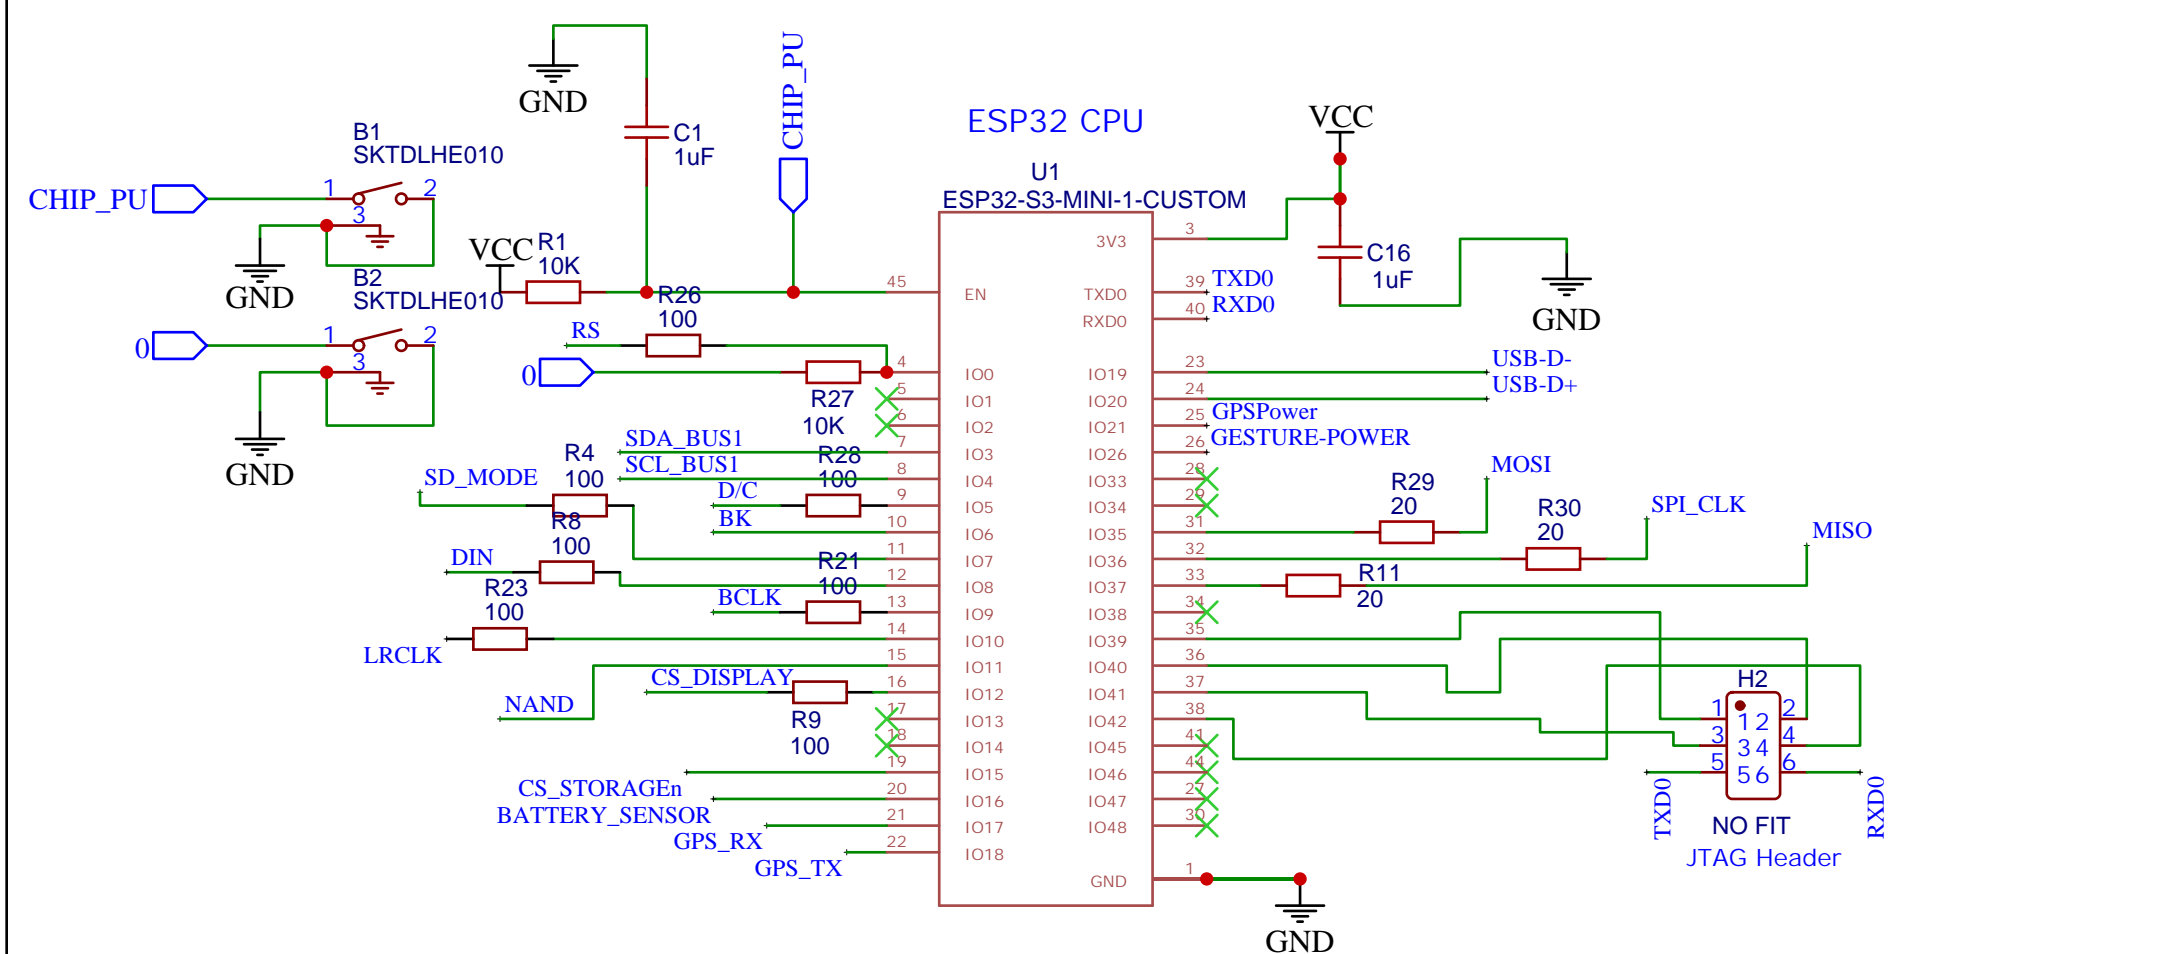 GND
CHIP_PU
ESP32 CPU
VCC
B1
SKTDLHE010
C1
1uF
U1
ESP32-S3-MINI-1-CUSTOM
CHIP_PU
1
2
3
GND
B2
SKTDLHE010
VCC
R1
10K
45
EN
3V3
3
C16
1uF
GND
TXD0
39
TXD0
RXD0
40
RXD0
0
1
2
3
GND
RS
R26
100
0
R27
10K
4
IO0
5
IO1
6
IO2
SDA_BUS1
7
IO3
SCL_BUS1
8
IO4
R28
100
D/C
9
IO5
BK
10
IO6
SD_MODE
R4
100
11
IO7
DIN
R8
100
12
IO8
R21
100
BCLK
13
IO9
R23
100
LRCLK
14
IO10
NAND
15
IO11
CS_DISPLAY
R9
100
16
IO12
17
IO13
18
IO14
CS_STORAGEn
19
IO15
BATTERY_SENSOR
20
IO16
GPS_RX
21
IO17
GPS_TX
22
IO18
IO19
23
USB-D-
IO20
24
USB-D+
IO21
25
GPSPower
IO26
26
GESTURE-POWER
IO33
28
IO34
29
IO35
31
R29
20
MOSI
IO36
32
R30
20
SPI_CLK
IO37
33
R11
20
MISO
IO38
34
IO39
35
IO40
36
IO41
37
IO42
38
IO45
41
IO46
44
IO47
27
IO48
30
GND
1
GND
H2
1
1 2
2
3
3 4
4
5
5 6
6
TXD0
RXD0
NO FIT
JTAG Header